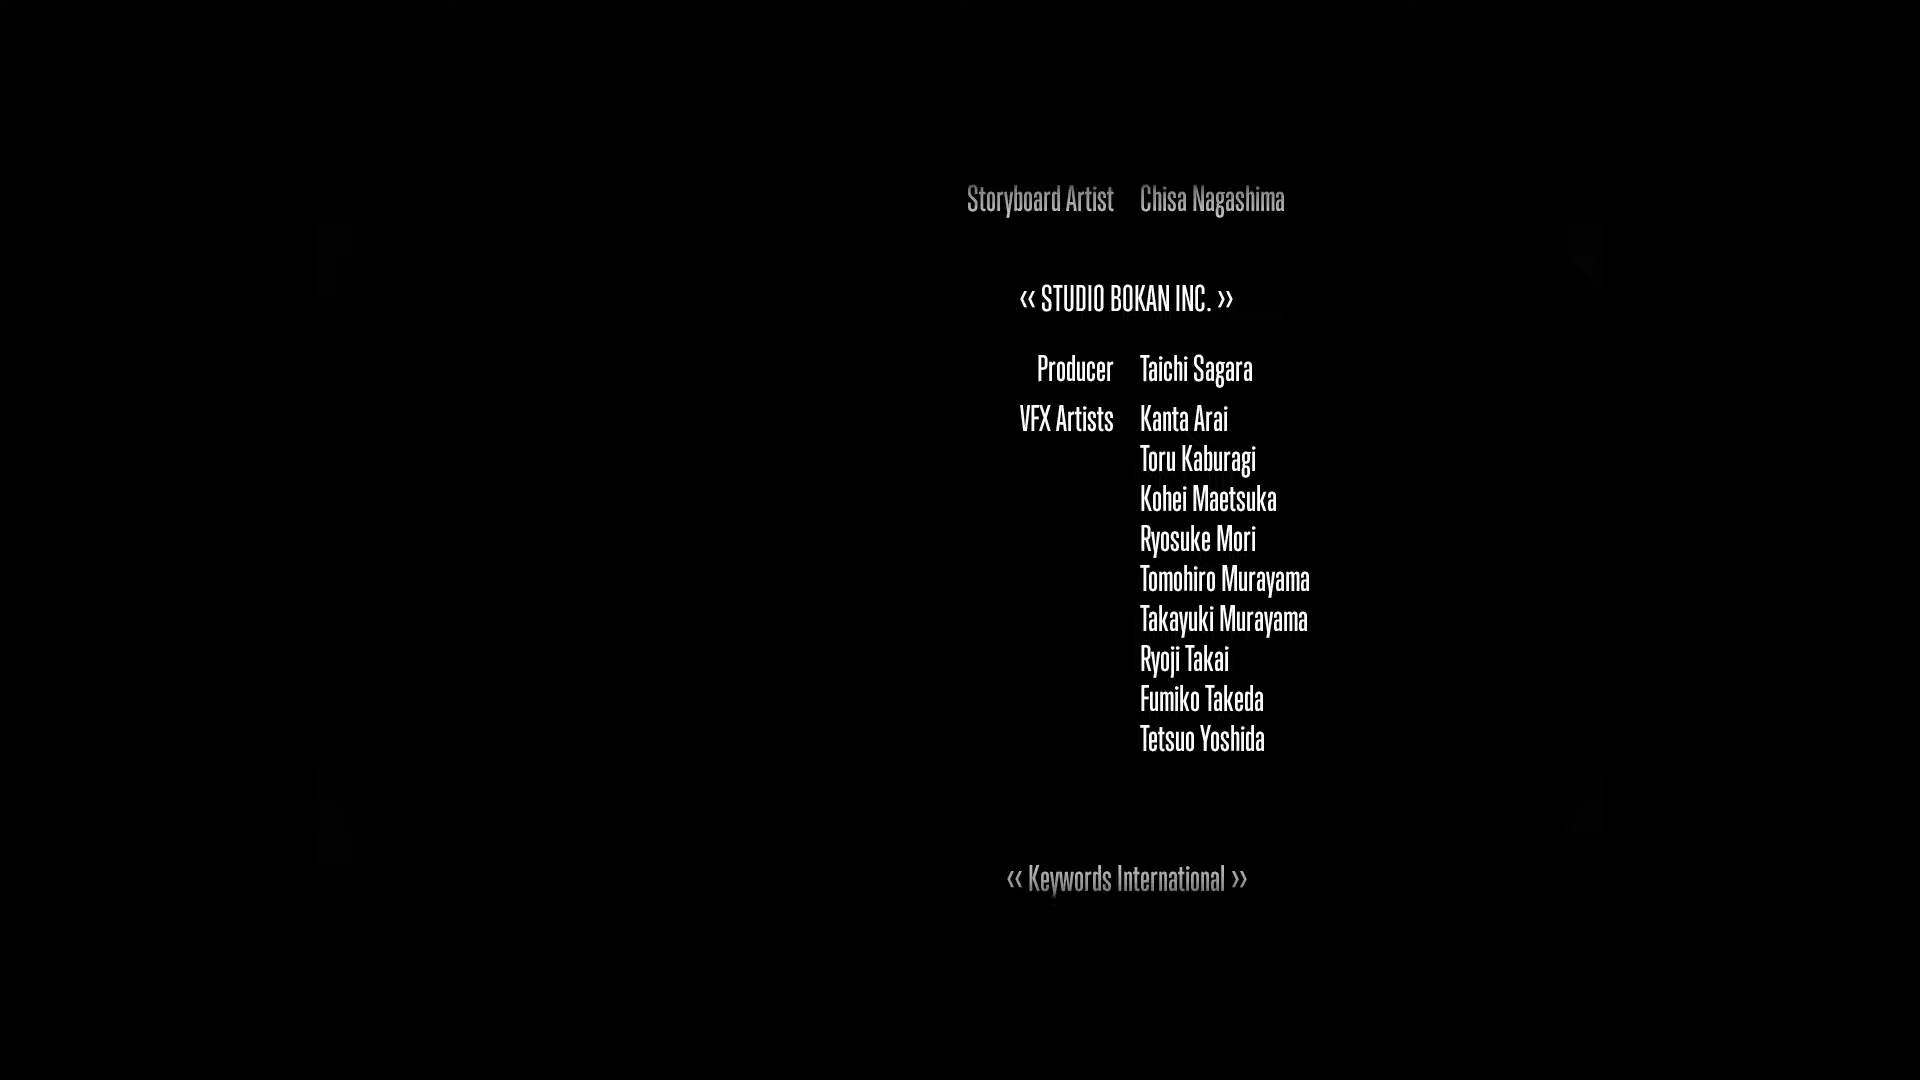 Storyboard Artist Chisa Nagashima
‹‹ STUDIO BOKAN INC. ››
Producer Taichi Sagara
VFX Artists Kanta Arai
Toru Kaburagi
Kohei Maetsuka
Ryosuke Mori
Tomohiro Murayama
Takayuki Murayama
Ryoji Takai
Fumiko Takeda
Tetsuo Yoshida
‹‹ Keywords International ››